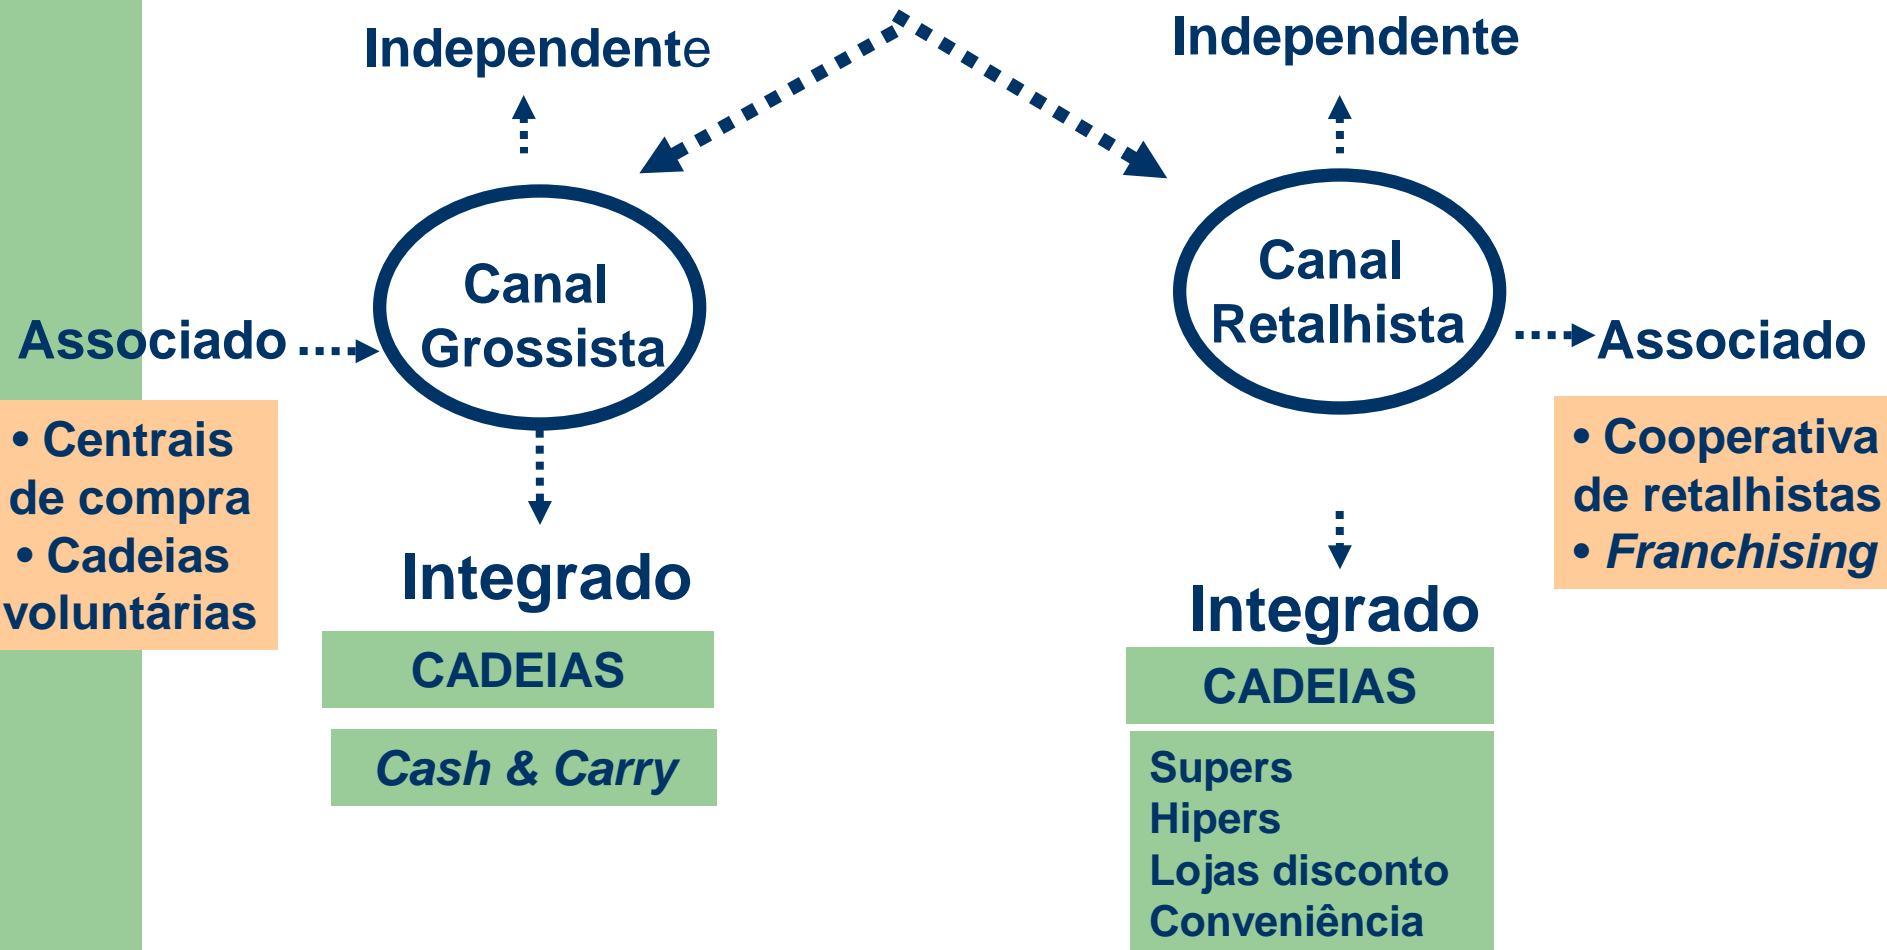 Independente
Canal
Grossista
Associado
• Centrais
de compra
• Cadeias
voluntárias
Integrado
CADEIAS
Cash & Carry
Independente
Canal
Retalhista
Associado
• Cooperativa
de retalhistas
• Franchising
Integrado
CADEIAS
Supers
Hipers
Lojas disconto
Conveniência